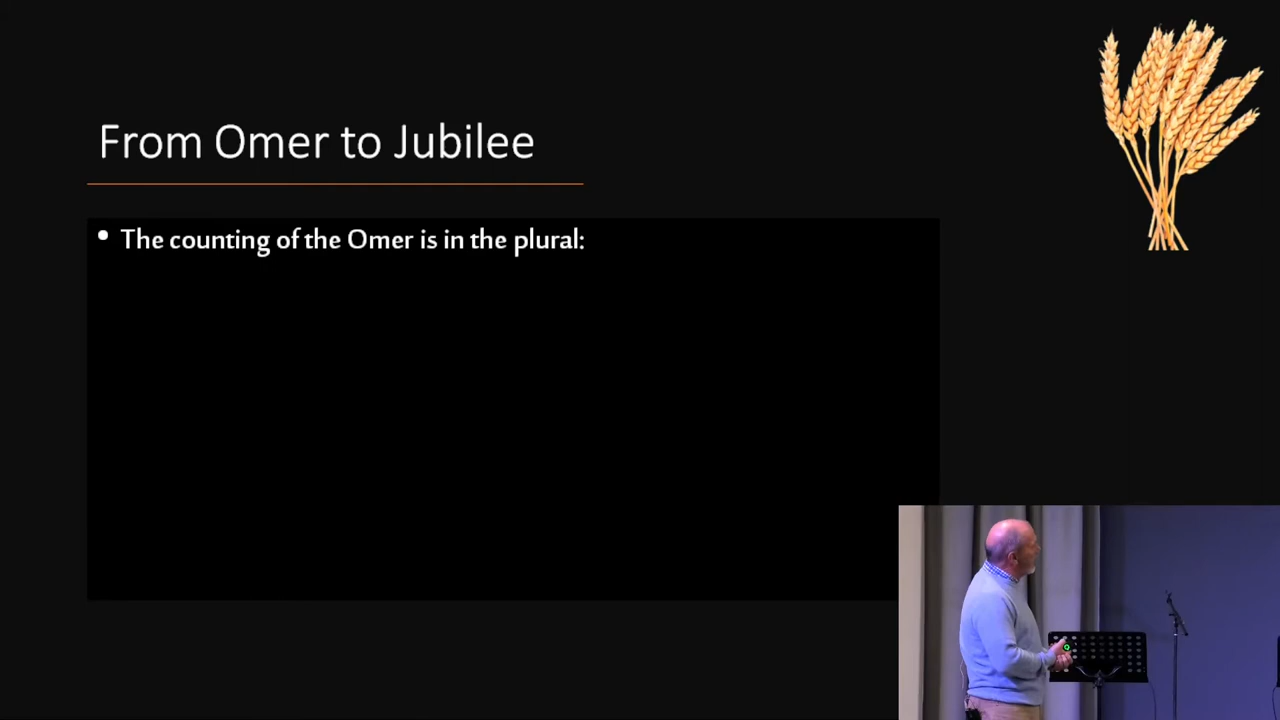 From Omer to Jubilee
• The counting of the Omer is in the plural: